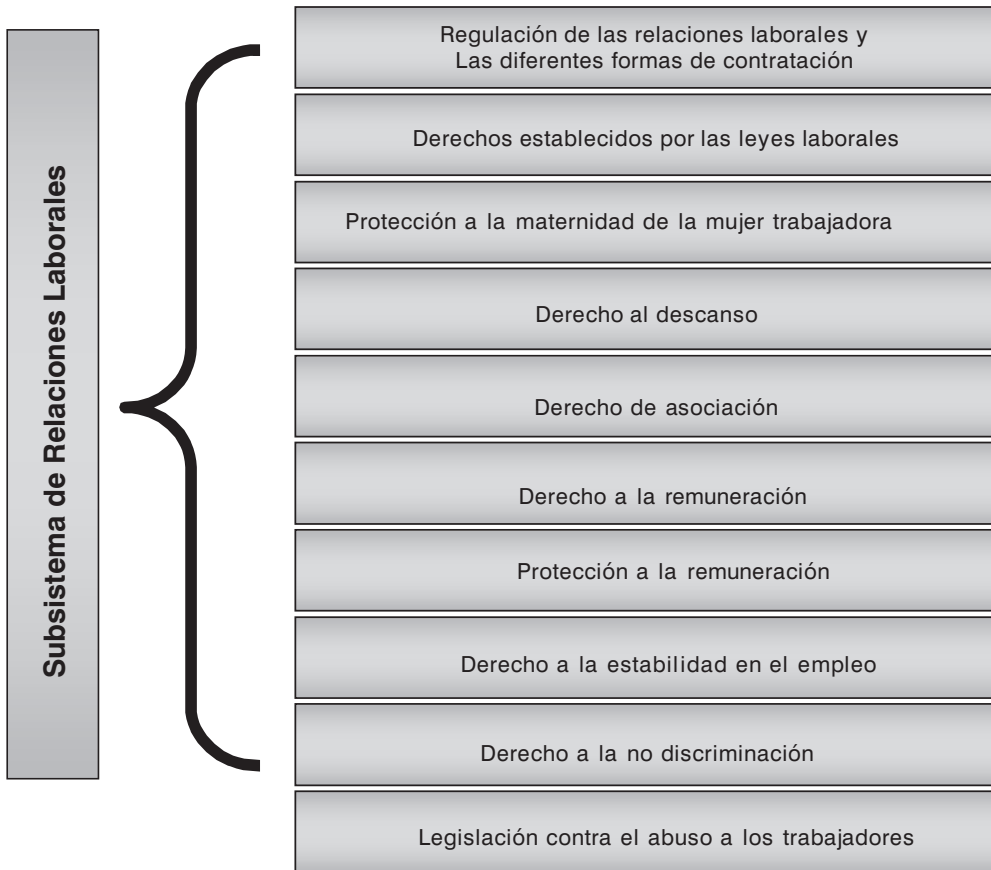 Subsistema de Relaciones Laborales
Regulación de las relaciones laborales y
Las diferentes formas de contratación
Derechos establecidos por las leyes laborales
Protección a la maternidad de la mujer trabajadora
Derecho al descanso
Derecho de asociación
Derecho a la remuneración
Protección a la remuneración
Derecho a la estabilidad en el empleo
Derecho a la no discriminación
Legislación contra el abuso a los trabajadores